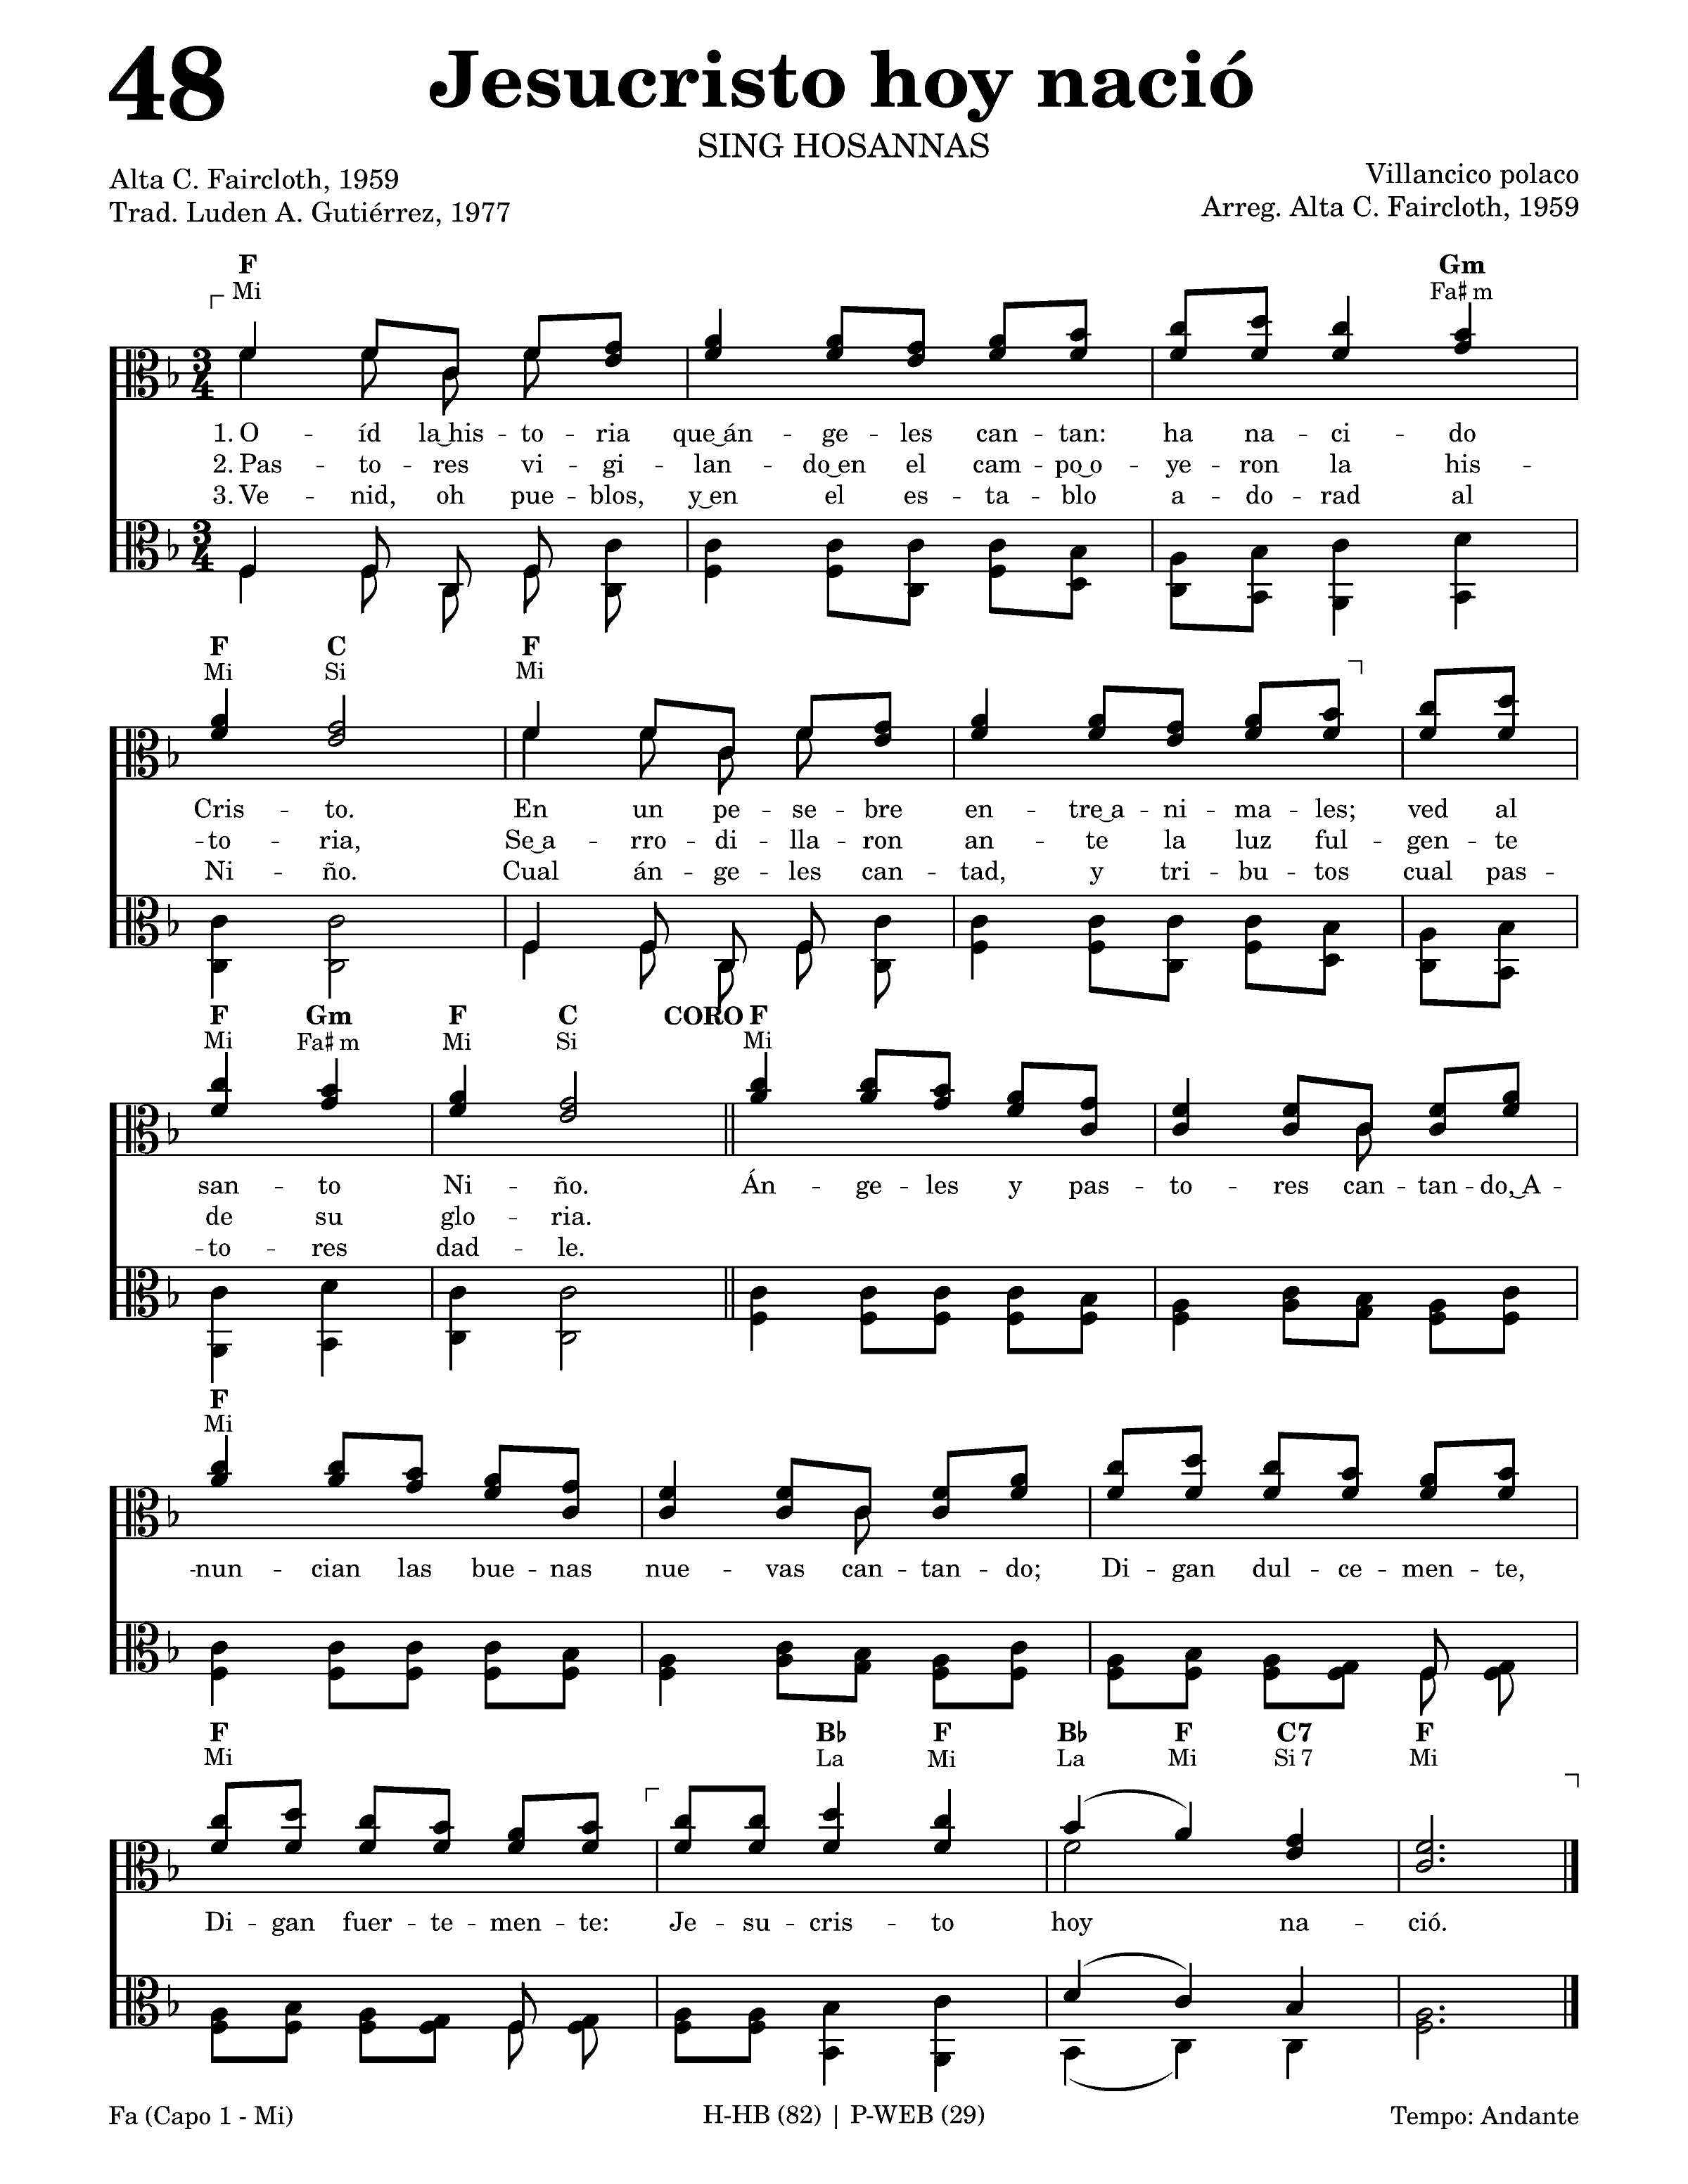 48
Jesucristo hoy nació
SING HOSANNAS
Alta C. Faircloth, 1959
Trad. Luden A. Gutiérrez, 1977
Villancico polaco
Arreg. Alta C. Faircloth, 1959
F Gm
Mi Fa♯m
1. O - íd la‿his - to - ria que‿án - ge - les can - tan: ha na - ci - do
2. Pas - to - res vi - gi - lan - do‿en el cam - po‿o - ye - ron la his -
3. Ve - nid, oh pue - blos, y‿en el es - ta - blo a - do - rad al
F C F
Mi Si Mi
Cris - to. En un pe - se - bre en - tre‿a - ni - ma - les; ved al
- to - ria, Se‿a - rro - di - lla - ron an - te la luz ful - gen - te
Ni - ño. Cual án - ge - les can - tad, y tri - bu - tos cual pas -
F Gm F C CORO F
Mi Fa♯m Mi Si Mi
san - to Ni - ño. Án - ge - les y pas - to - res can - tan - do,‿A -
de su glo - ria.
- to - res dad - le.
F
Mi
- nun - cian las bue - nas nue - vas can - tan - do; Di - gan dul - ce - men - te,
F B♭ F B♭ F C7 F
Mi La Mi La Mi Si 7 Mi
Di - gan fuer - te - men - te: Je - su - cris - to hoy na - ció.
Fa (Capo 1 - Mi)
H-HB (82) | P-WEB (29)
Tempo: Andante